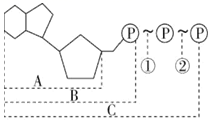 Ⓟ ~ Ⓟ ~ Ⓟ
① ②
A
B
C